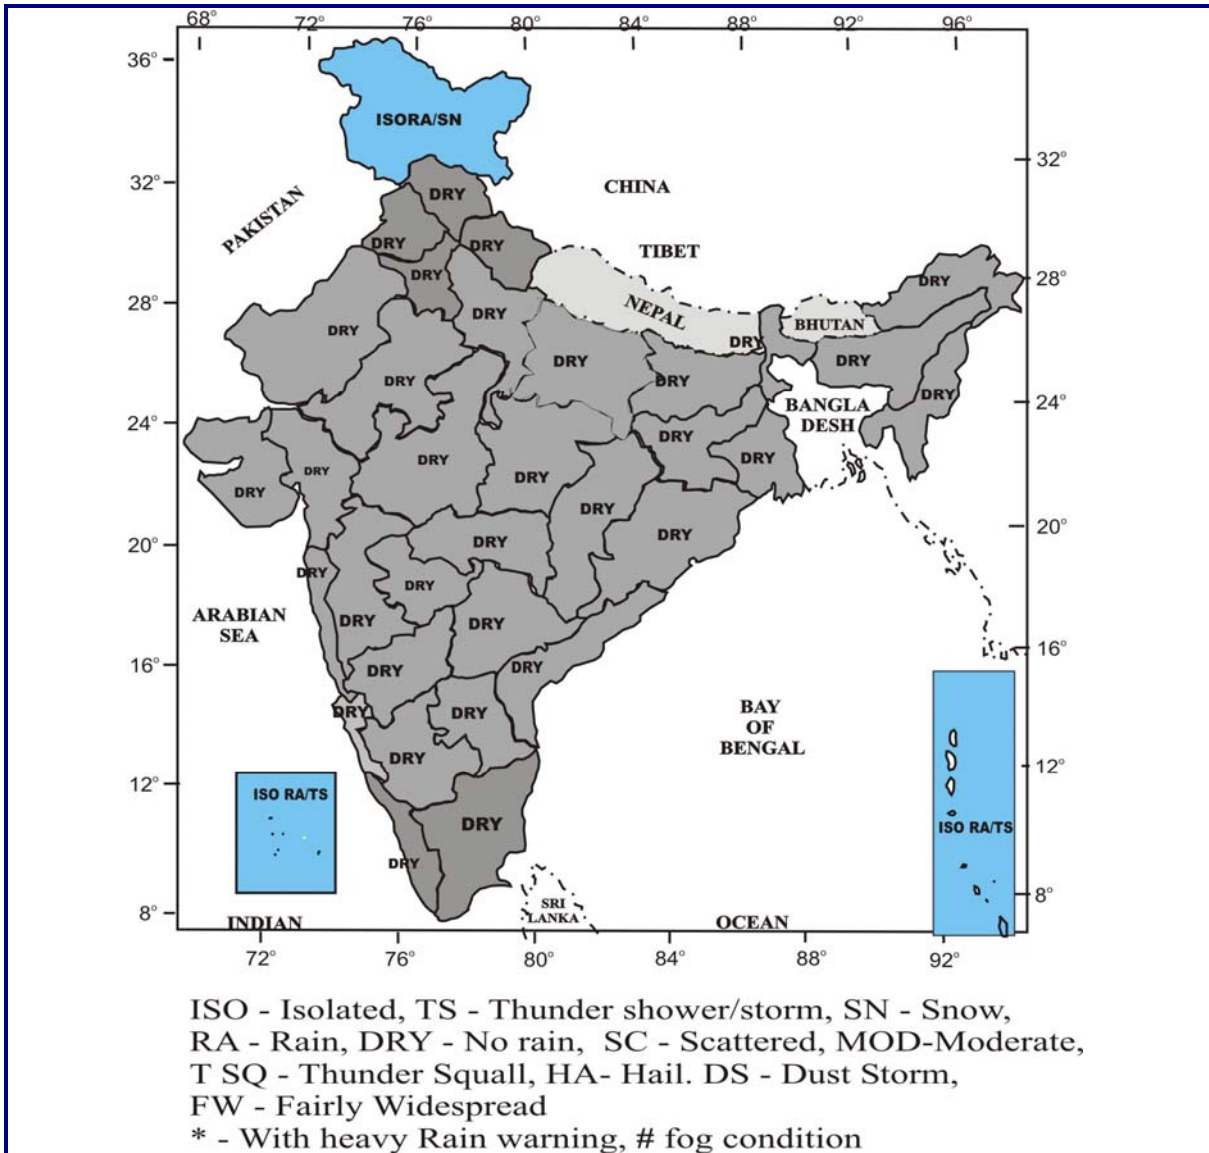 68° 72° 76° 80° 84° 88° 92° 96°
36°
ISORA/SN
32°
32°
CHINA
DRY
PAKISTAN
DRY
DRY
TIBET
DRY
28°
DRY
28°
NEPAL
DRY
BHUTAN
DRY
DRY
DRY
DRY
DRY
DRY
DRY
BANGLA
DESH
24°
DRY
24°
DRY
DRY
DRY
DRY
DRY
DRY
DRY
DRY
20°
DRY
DRY
20°
DRY
DRY
ARABIAN
SEA
DRY
DRY
16°
DRY
DRY
16°
BAY
OF
BENGAL
DRY
DRY
DRY
12°
12°
ISO RA/TS
DRY
ISO RA/TS
DRY
8°
SRI
LANKA
8°
INDIAN
OCEAN
72° 76° 80° 84° 88° 92°
ISO - Isolated, TS - Thunder shower/storm, SN - Snow,
RA - Rain, DRY - No rain, SC - Scattered, MOD-Moderate,
T SQ - Thunder Squall, HA- Hail. DS - Dust Storm,
FW - Fairly Widespread
* - With heavy Rain warning, # fog condition